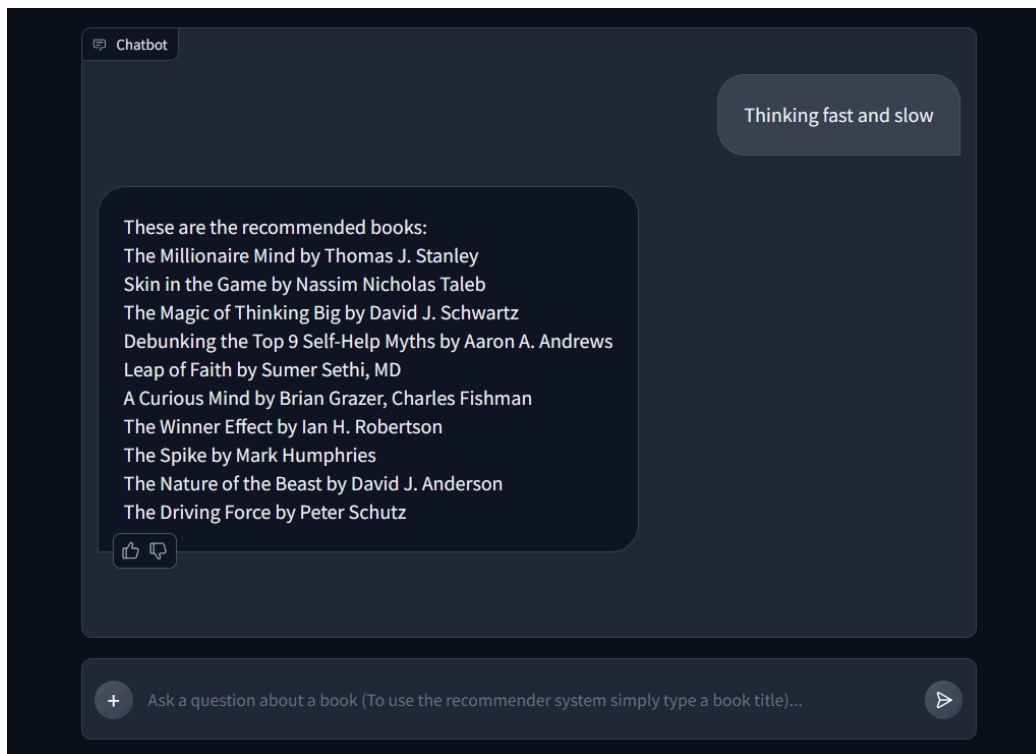 Chatbot
Thinking fast and slow
These are the recommended books:
The Millionaire Mind by Thomas J. Stanley
Skin in the Game by Nassim Nicholas Taleb
The Magic of Thinking Big by David J. Schwartz
Debunking the Top 9 Self-Help Myths by Aaron A. Andrews
Leap of Faith by Sumer Sethi, MD
A Curious Mind by Brian Grazer, Charles Fishman
The Winner Effect by Ian H. Robertson
The Spike by Mark Humphries
The Nature of the Beast by David J. Anderson
The Driving Force by Peter Schutz
Ask a question about a book (To use the recommender system simply type a book title)...